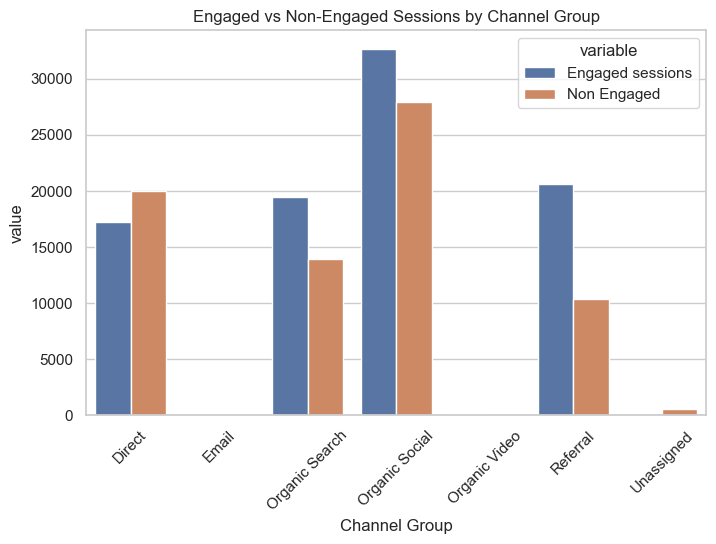 Engaged vs Non-Engaged Sessions by Channel Group
variable
Engaged sessions
Non Engaged
value
30000
25000
20000
15000
10000
5000
0
Direct
Email
Organic Search
Organic Social
Organic Video
Referral
Unassigned
Channel Group